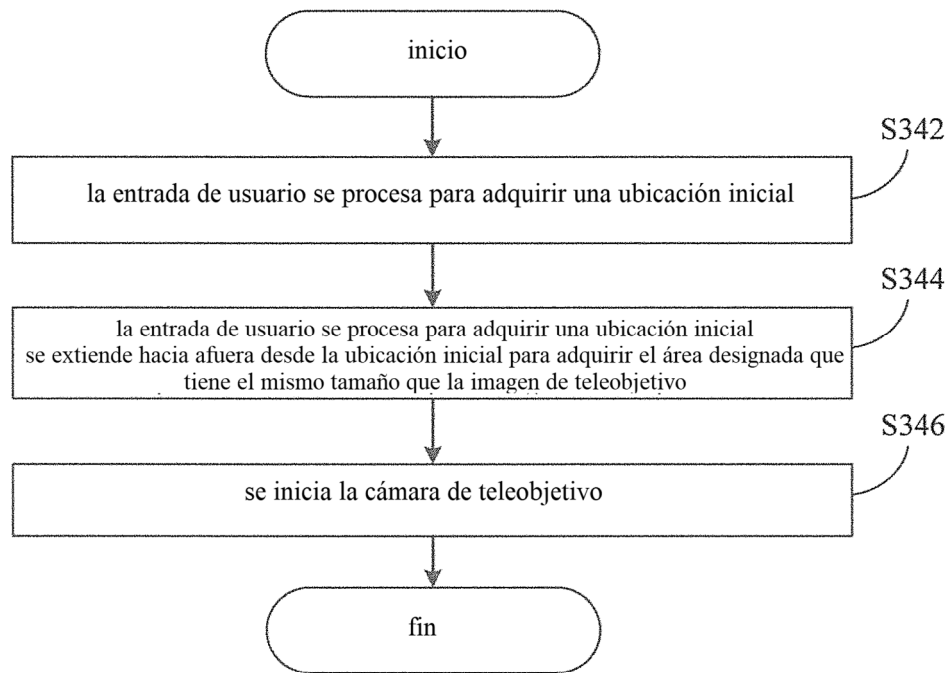 inicio
S342
la entrada de usuario se procesa para adquirir una ubicación inicial
S344
la entrada de usuario se procesa para adquirir una ubicación inicial
se extiende hacia afuera desde la ubicación inicial para adquirir el área designada que
tiene el mismo tamaño que la imagen de teleobjetivo
S346
se inicia la cámara de teleobjetivo
fin